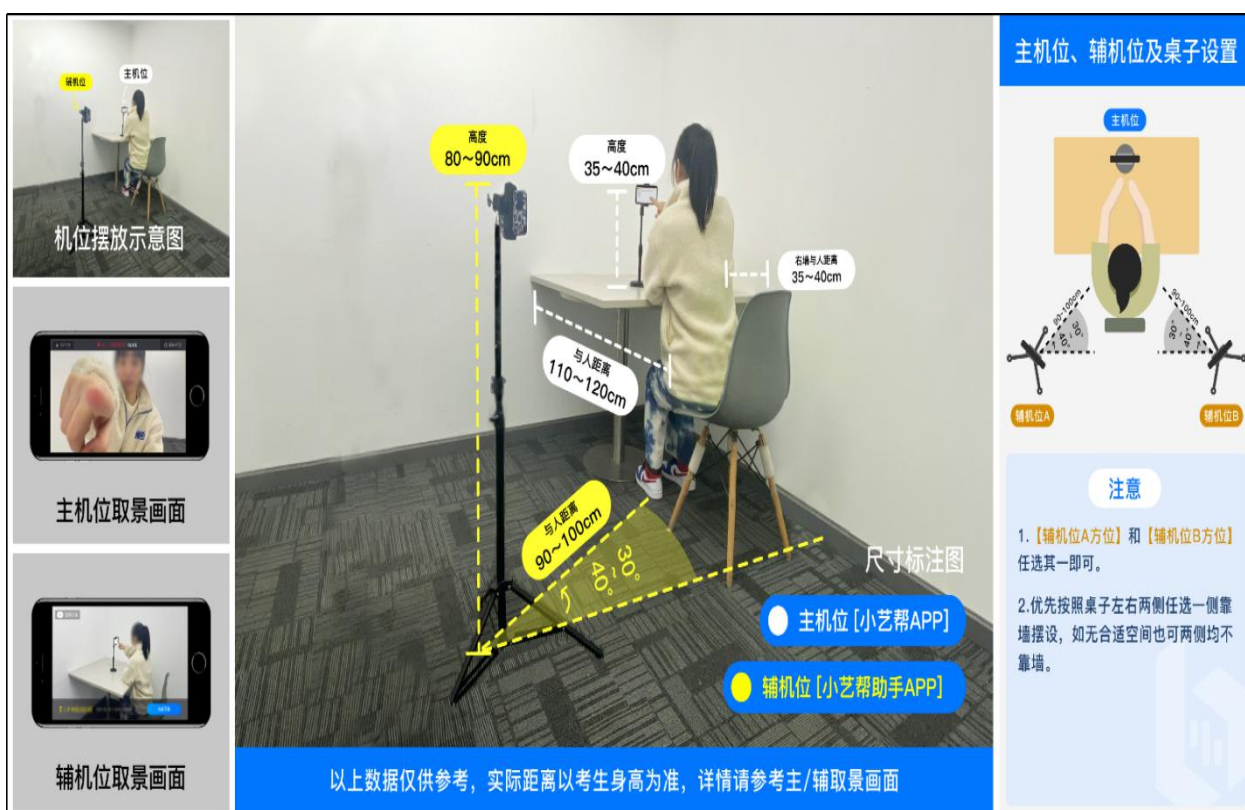 辅机位
主机位
机位摆放示意图
主机位取景画面
辅机位取景画面
高度
80～90cm
高度
35～40cm
右墙与人距离
35～40cm
与人距离
110～120cm
与人距离
90～100cm
30°
~
40°
尺寸标注图
主机位 [小艺帮APP]
辅机位 [小艺帮助手APP]
以上数据仅供参考，实际距离以考生身高为准，详情请参考主/辅取景画面
主机位、辅机位及桌子设置
主机位
90~100cm
30°
~
40°
90~100cm
30°
~
40°
辅机位A
辅机位B
注意
1.【辅机位A方位】和【辅机位B方位】
任选其一即可。
2.优先按照桌子左右两侧任选一侧靠
墙摆设，如无合适空间也可两侧均不
靠墙。